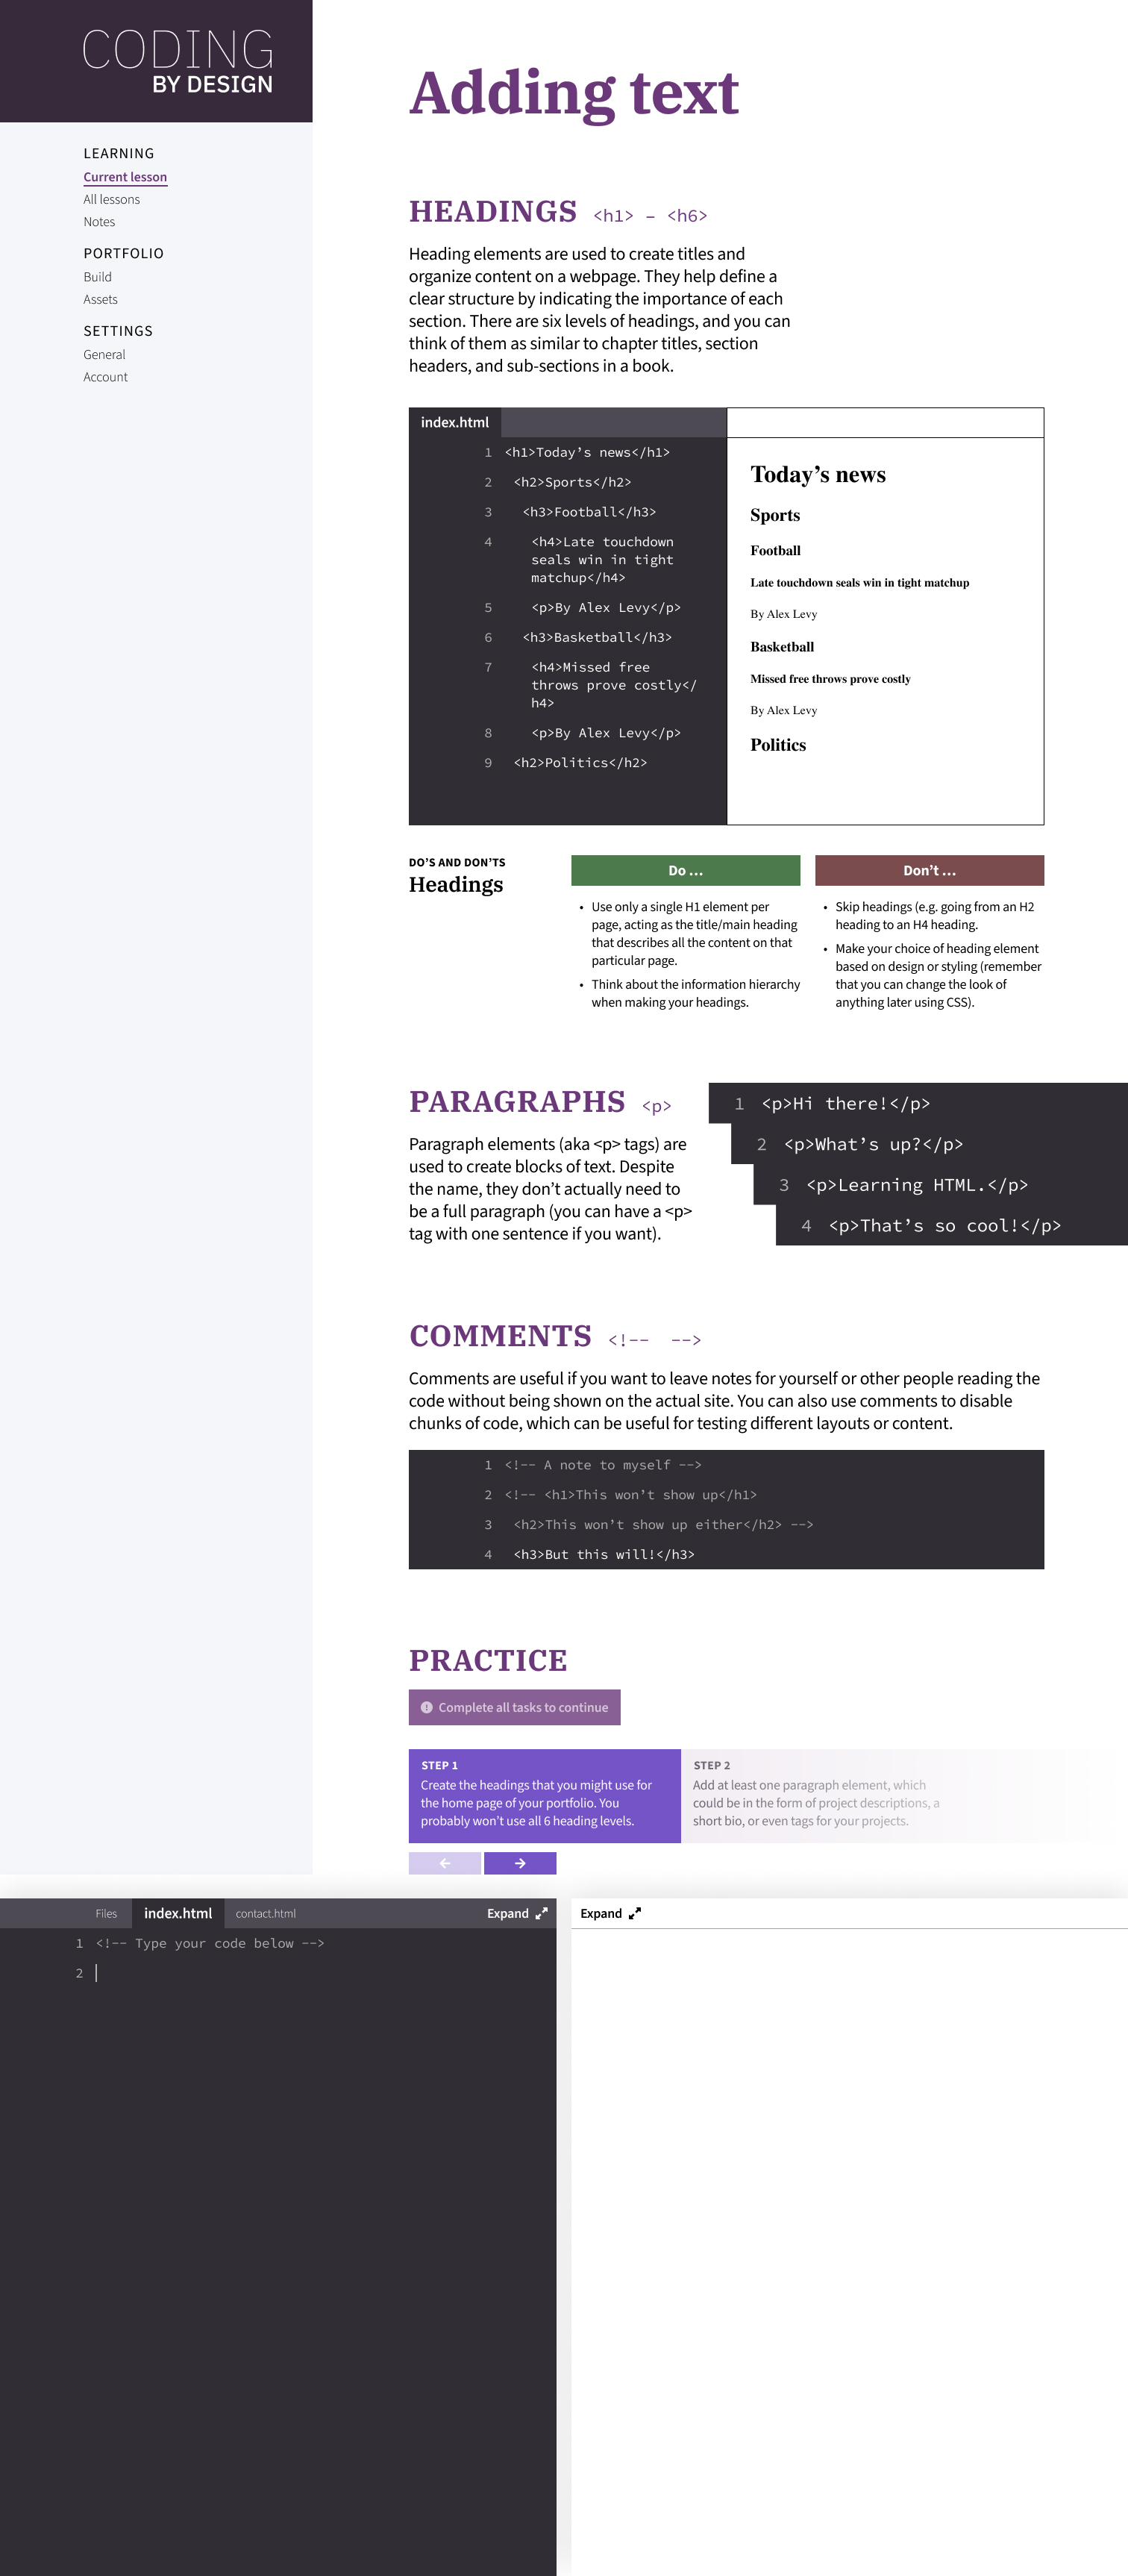 CODING
BY DESIGN
LEARNING
Current lesson
All lessons
Notes
PORTFOLIO
Build
Assets
SETTINGS
General
Account
Adding text
HEADINGS <h1> – <h6>
Heading elements are used to create titles and
organize content on a webpage. They help define a
clear structure by indicating the importance of each
section. There are six levels of headings, and you can
think of them as similar to chapter titles, section
headers, and sub-sections in a book.
index.html
1 <h1>Today’s news</h1>
2 <h2>Sports</h2>
3 <h3>Football</h3>
4 <h4>Late touchdown
seals win in tight
matchup</h4>
5 <p>By Alex Levy</p>
6 <h3>Basketball</h3>
7 <h4>Missed free
throws prove costly</
h4>
8 <p>By Alex Levy</p>
9 <h2>Politics</h2>
Today’s news
Sports
Football
Late touchdown seals win in tight matchup
By Alex Levy
Basketball
Missed free throws prove costly
By Alex Levy
Politics
DO’S AND DON’TS
Headings
Do …
• Use only a single H1 element per
page, acting as the title/main heading
that describes all the content on that
particular page.
• Think about the information hierarchy
when making your headings.
Don’t …
• Skip headings (e.g. going from an H2
heading to an H4 heading.
• Make your choice of heading element
based on design or styling (remember
that you can change the look of
anything later using CSS).
PARAGRAPHS <p>
Paragraph elements (aka <p> tags) are
used to create blocks of text. Despite
the name, they don’t actually need to
be a full paragraph (you can have a <p>
tag with one sentence if you want).
1 <p>Hi there!</p>
2 <p>What’s up?</p>
3 <p>Learning HTML.</p>
4 <p>That’s so cool!</p>
COMMENTS <!-- -->
Comments are useful if you want to leave notes for yourself or other people reading the
code without being shown on the actual site. You can also use comments to disable
chunks of code, which can be useful for testing different layouts or content.
1 <!-- A note to myself -->
2 <!-- <h1>This won’t show up</h1>
3 <h2>This won’t show up either</h2> -->
4 <h3>But this will!</h3>
PRACTICE
Complete all tasks to continue
STEP 1
Create the headings that you might use for
the home page of your portfolio. You
probably won’t use all 6 heading levels.
STEP 2
Add at least one paragraph element, which
could be in the form of project descriptions, a
short bio, or even tags for your projects.
Files index.html contact.html Expand
1 <!-- Type your code below -->
2
Expand